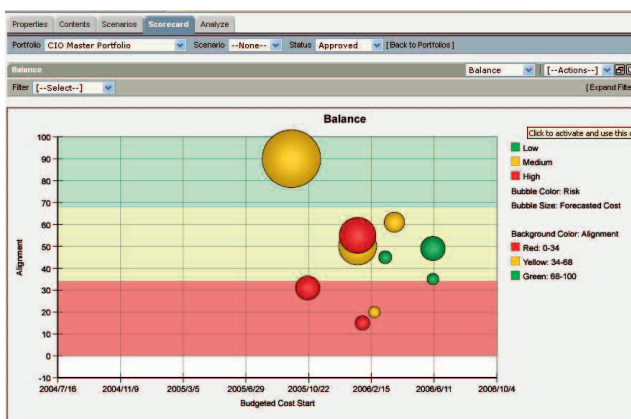 Properties Contents Scenarios Scorecard Analyze
Portfolio CIO Master Portfolio Scenario --None-- Status Approved [Back to Portfolios]
Balance Balance [--Actions--]
Filter [--Select--] [Expand Filte
Balance
Click to activate and use this
Low
Medium
High
Bubble Color: Risk
Bubble Size: Forecasted Cost
Background Color: Alignment
Red: 0-34
Yellow: 34-68
Green: 68-100
Alignment
100
90
80
70
60
50
40
30
20
10
0
-10
2004/7/16 2004/11/9 2005/3/5 2005/6/29 2005/10/22 2006/2/15 2006/6/11 2006/10/4
Budgeted Cost Start